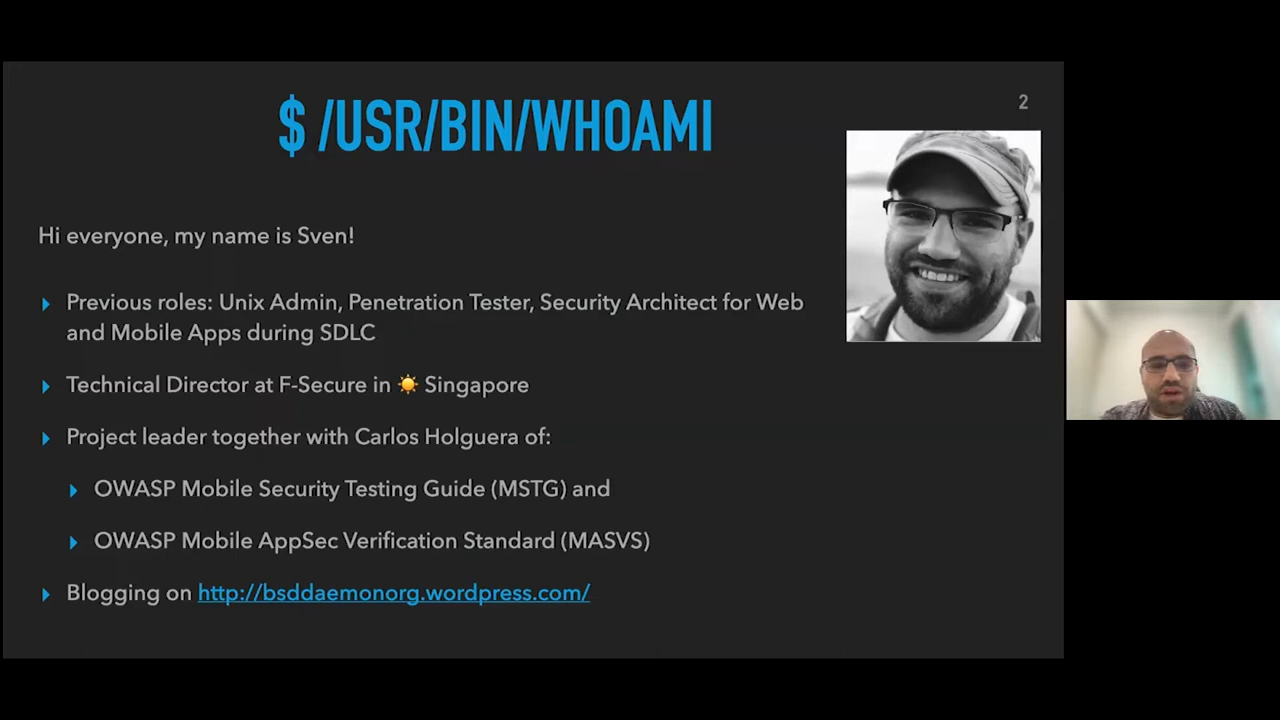 $ /USR/BIN/WHOAMI
2
Hi everyone, my name is Sven!
Previous roles: Unix Admin, Penetration Tester, Security Architect for Web
and Mobile Apps during SDLC
Technical Director at F-Secure in ☀️ Singapore
Project leader together with Carlos Holguera of:
OWASP Mobile Security Testing Guide (MSTG) and
OWASP Mobile AppSec Verification Standard (MASVS)
Blogging on http://bsddaemonorg.wordpress.com/